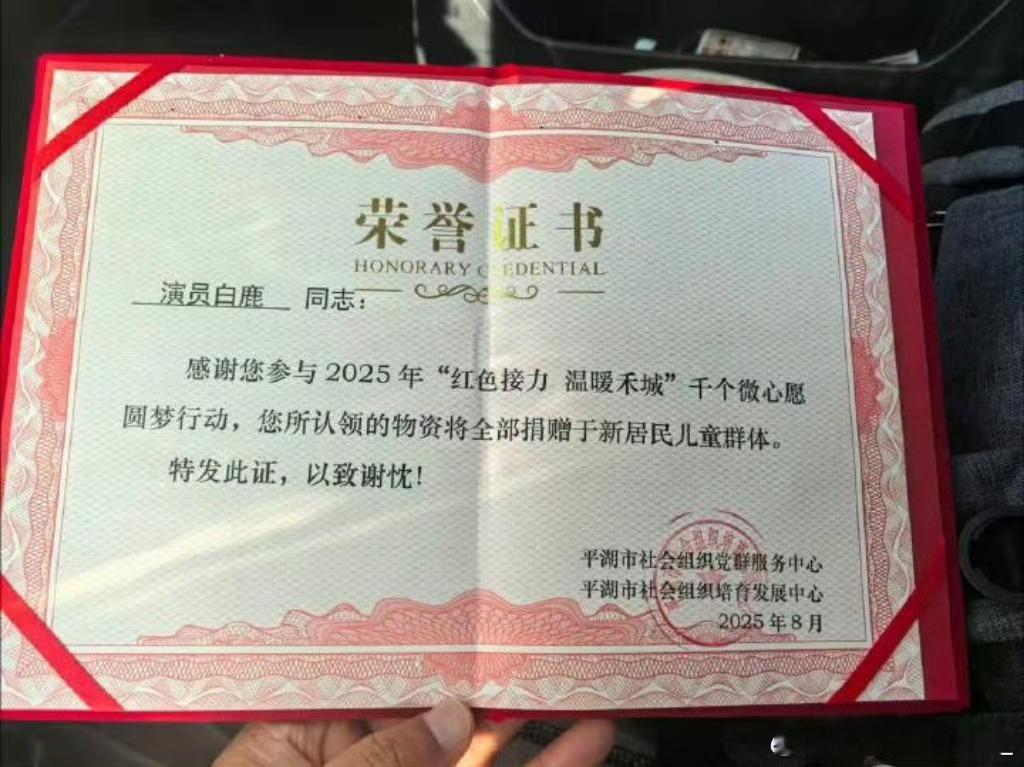 荣誉证书
HONORARY CREDENTIAL
演员白鹿 同志：
感谢您参与2025年“红色接力 温暖禾城”千个微心愿
圆梦行动，您所认领的物资将全部捐赠于新居民儿童群体。
特发此证，以致谢忱！
平湖市社会组织党群服务中心
平湖市社会组织培育发展中心
2025年8月